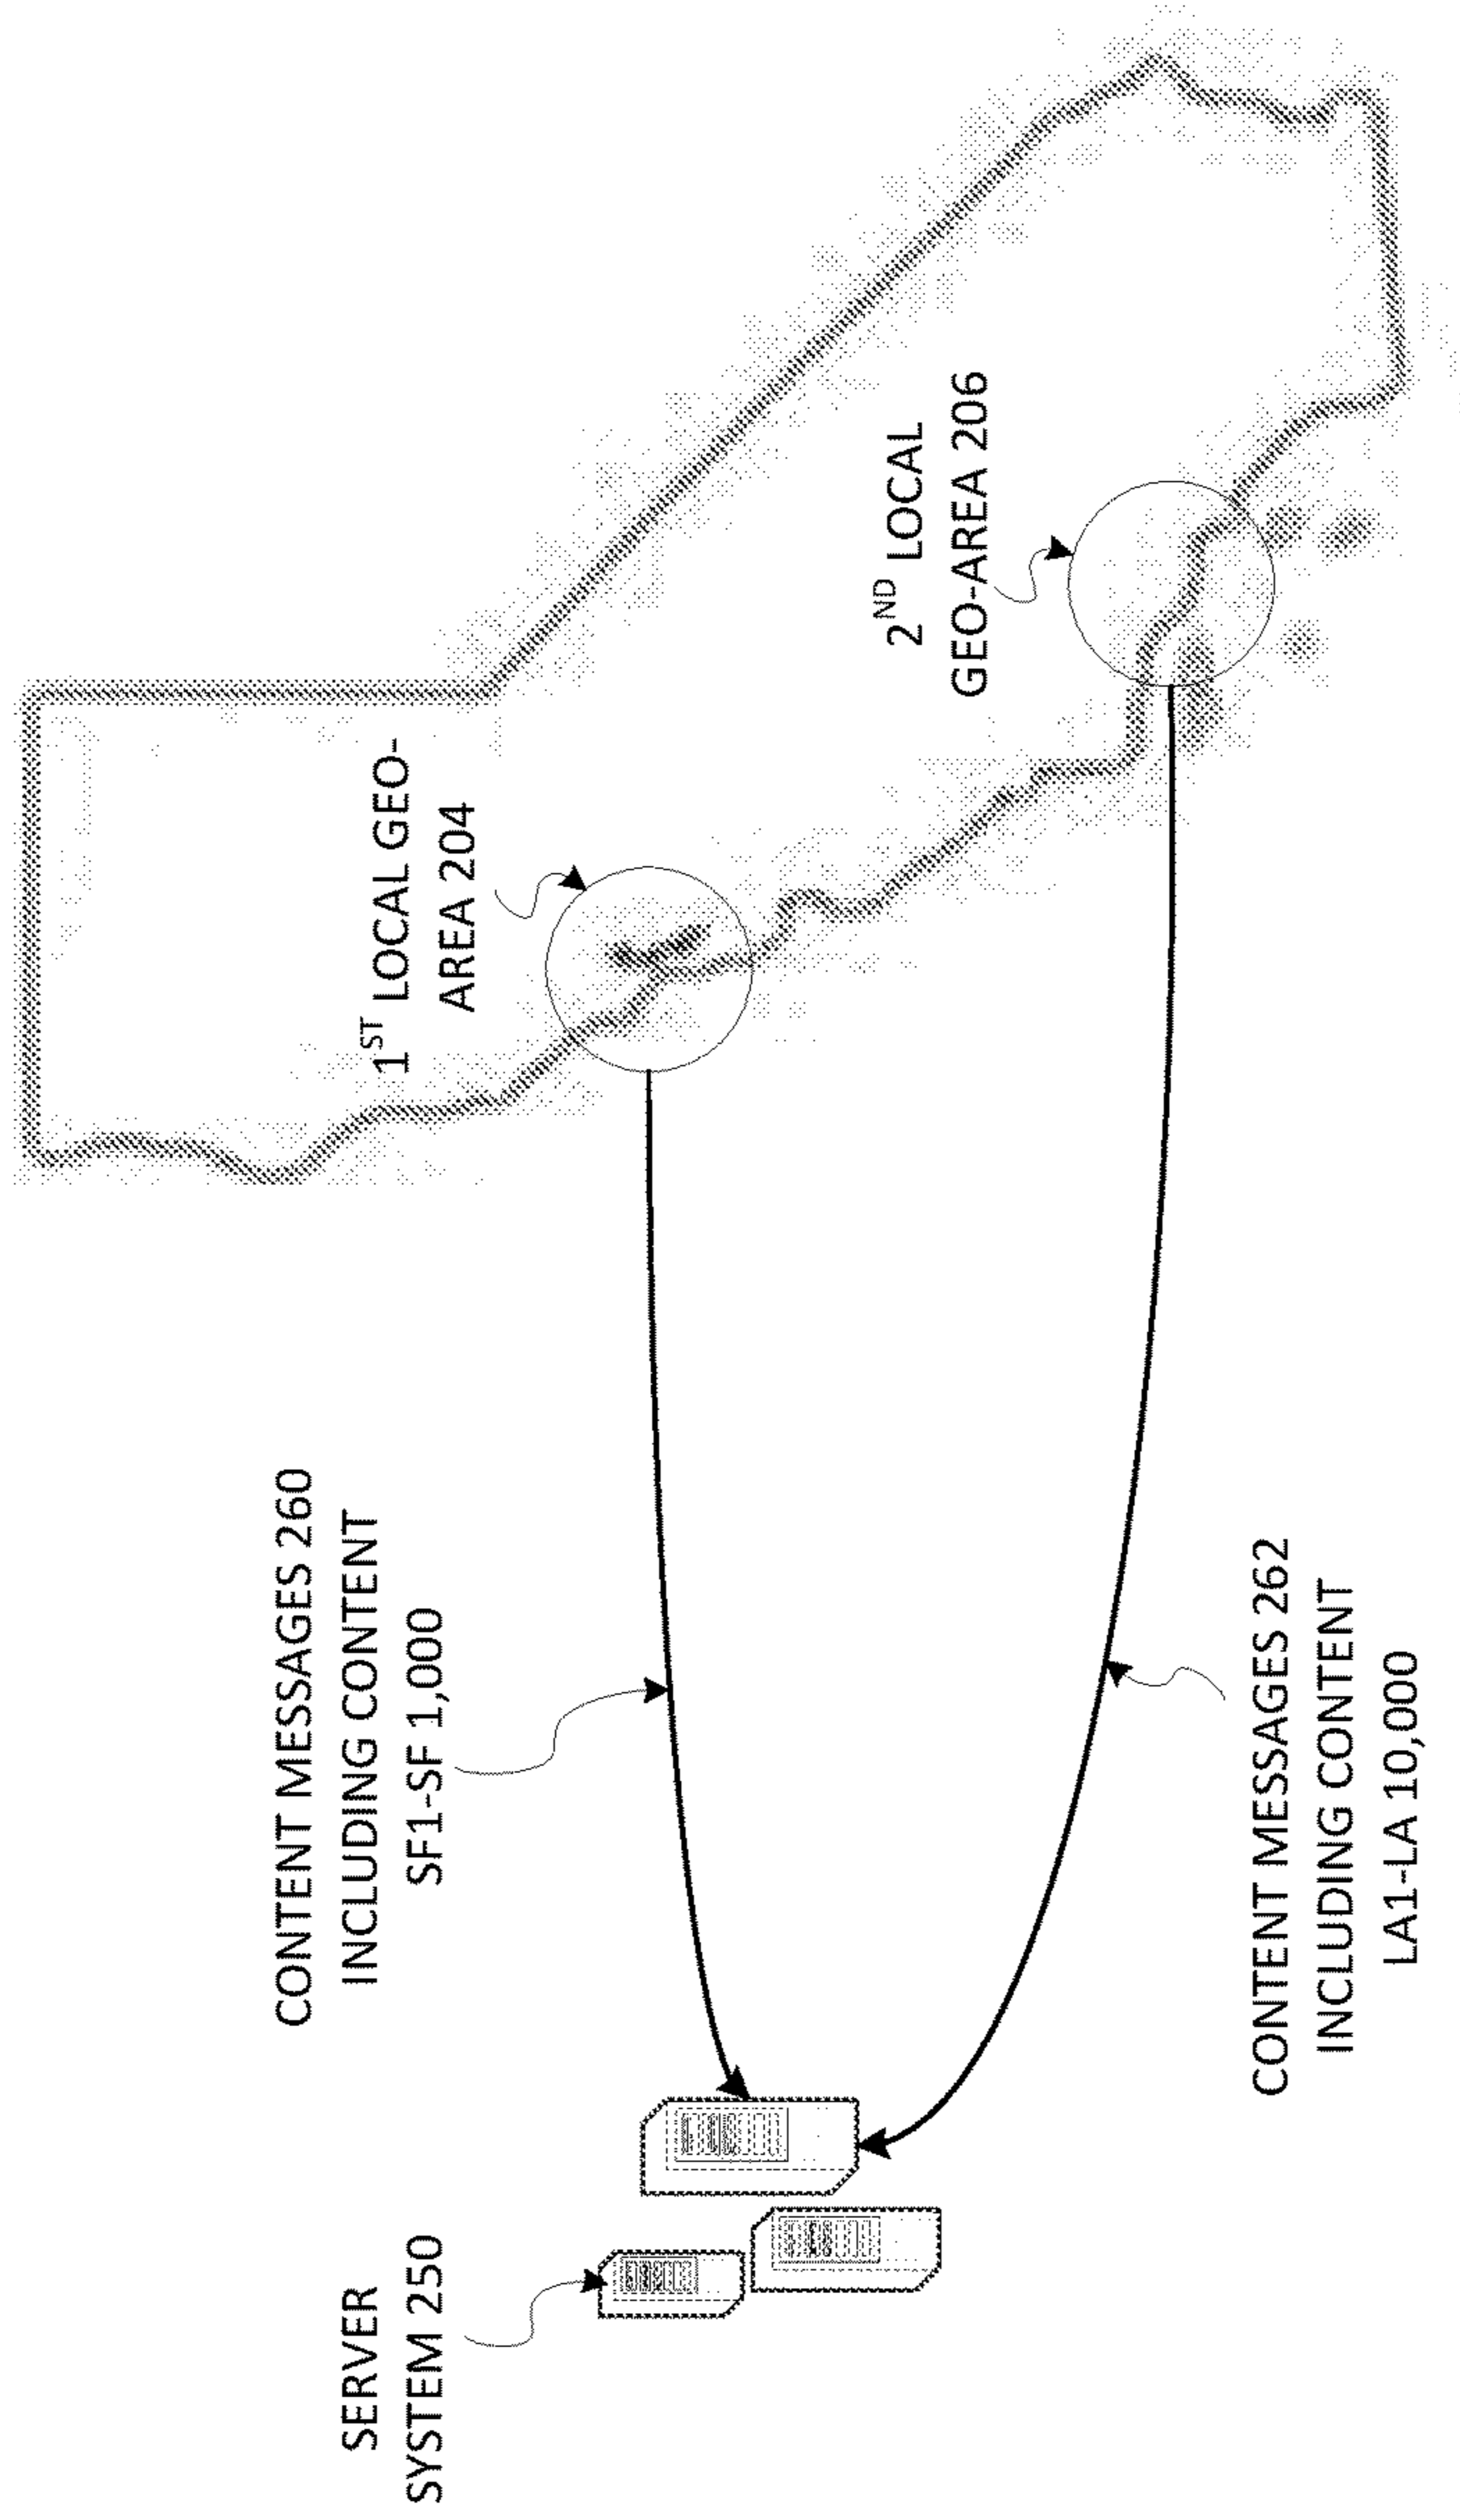 SERVER
SYSTEM 250
CONTENT MESSAGES 260
INCLUDING CONTENT
SF1-SF 1,000
1ST LOCAL GEO-
AREA 204
2ND LOCAL
GEO-AREA 206
CONTENT MESSAGES 262
INCLUDING CONTENT
LA1-LA 10,000